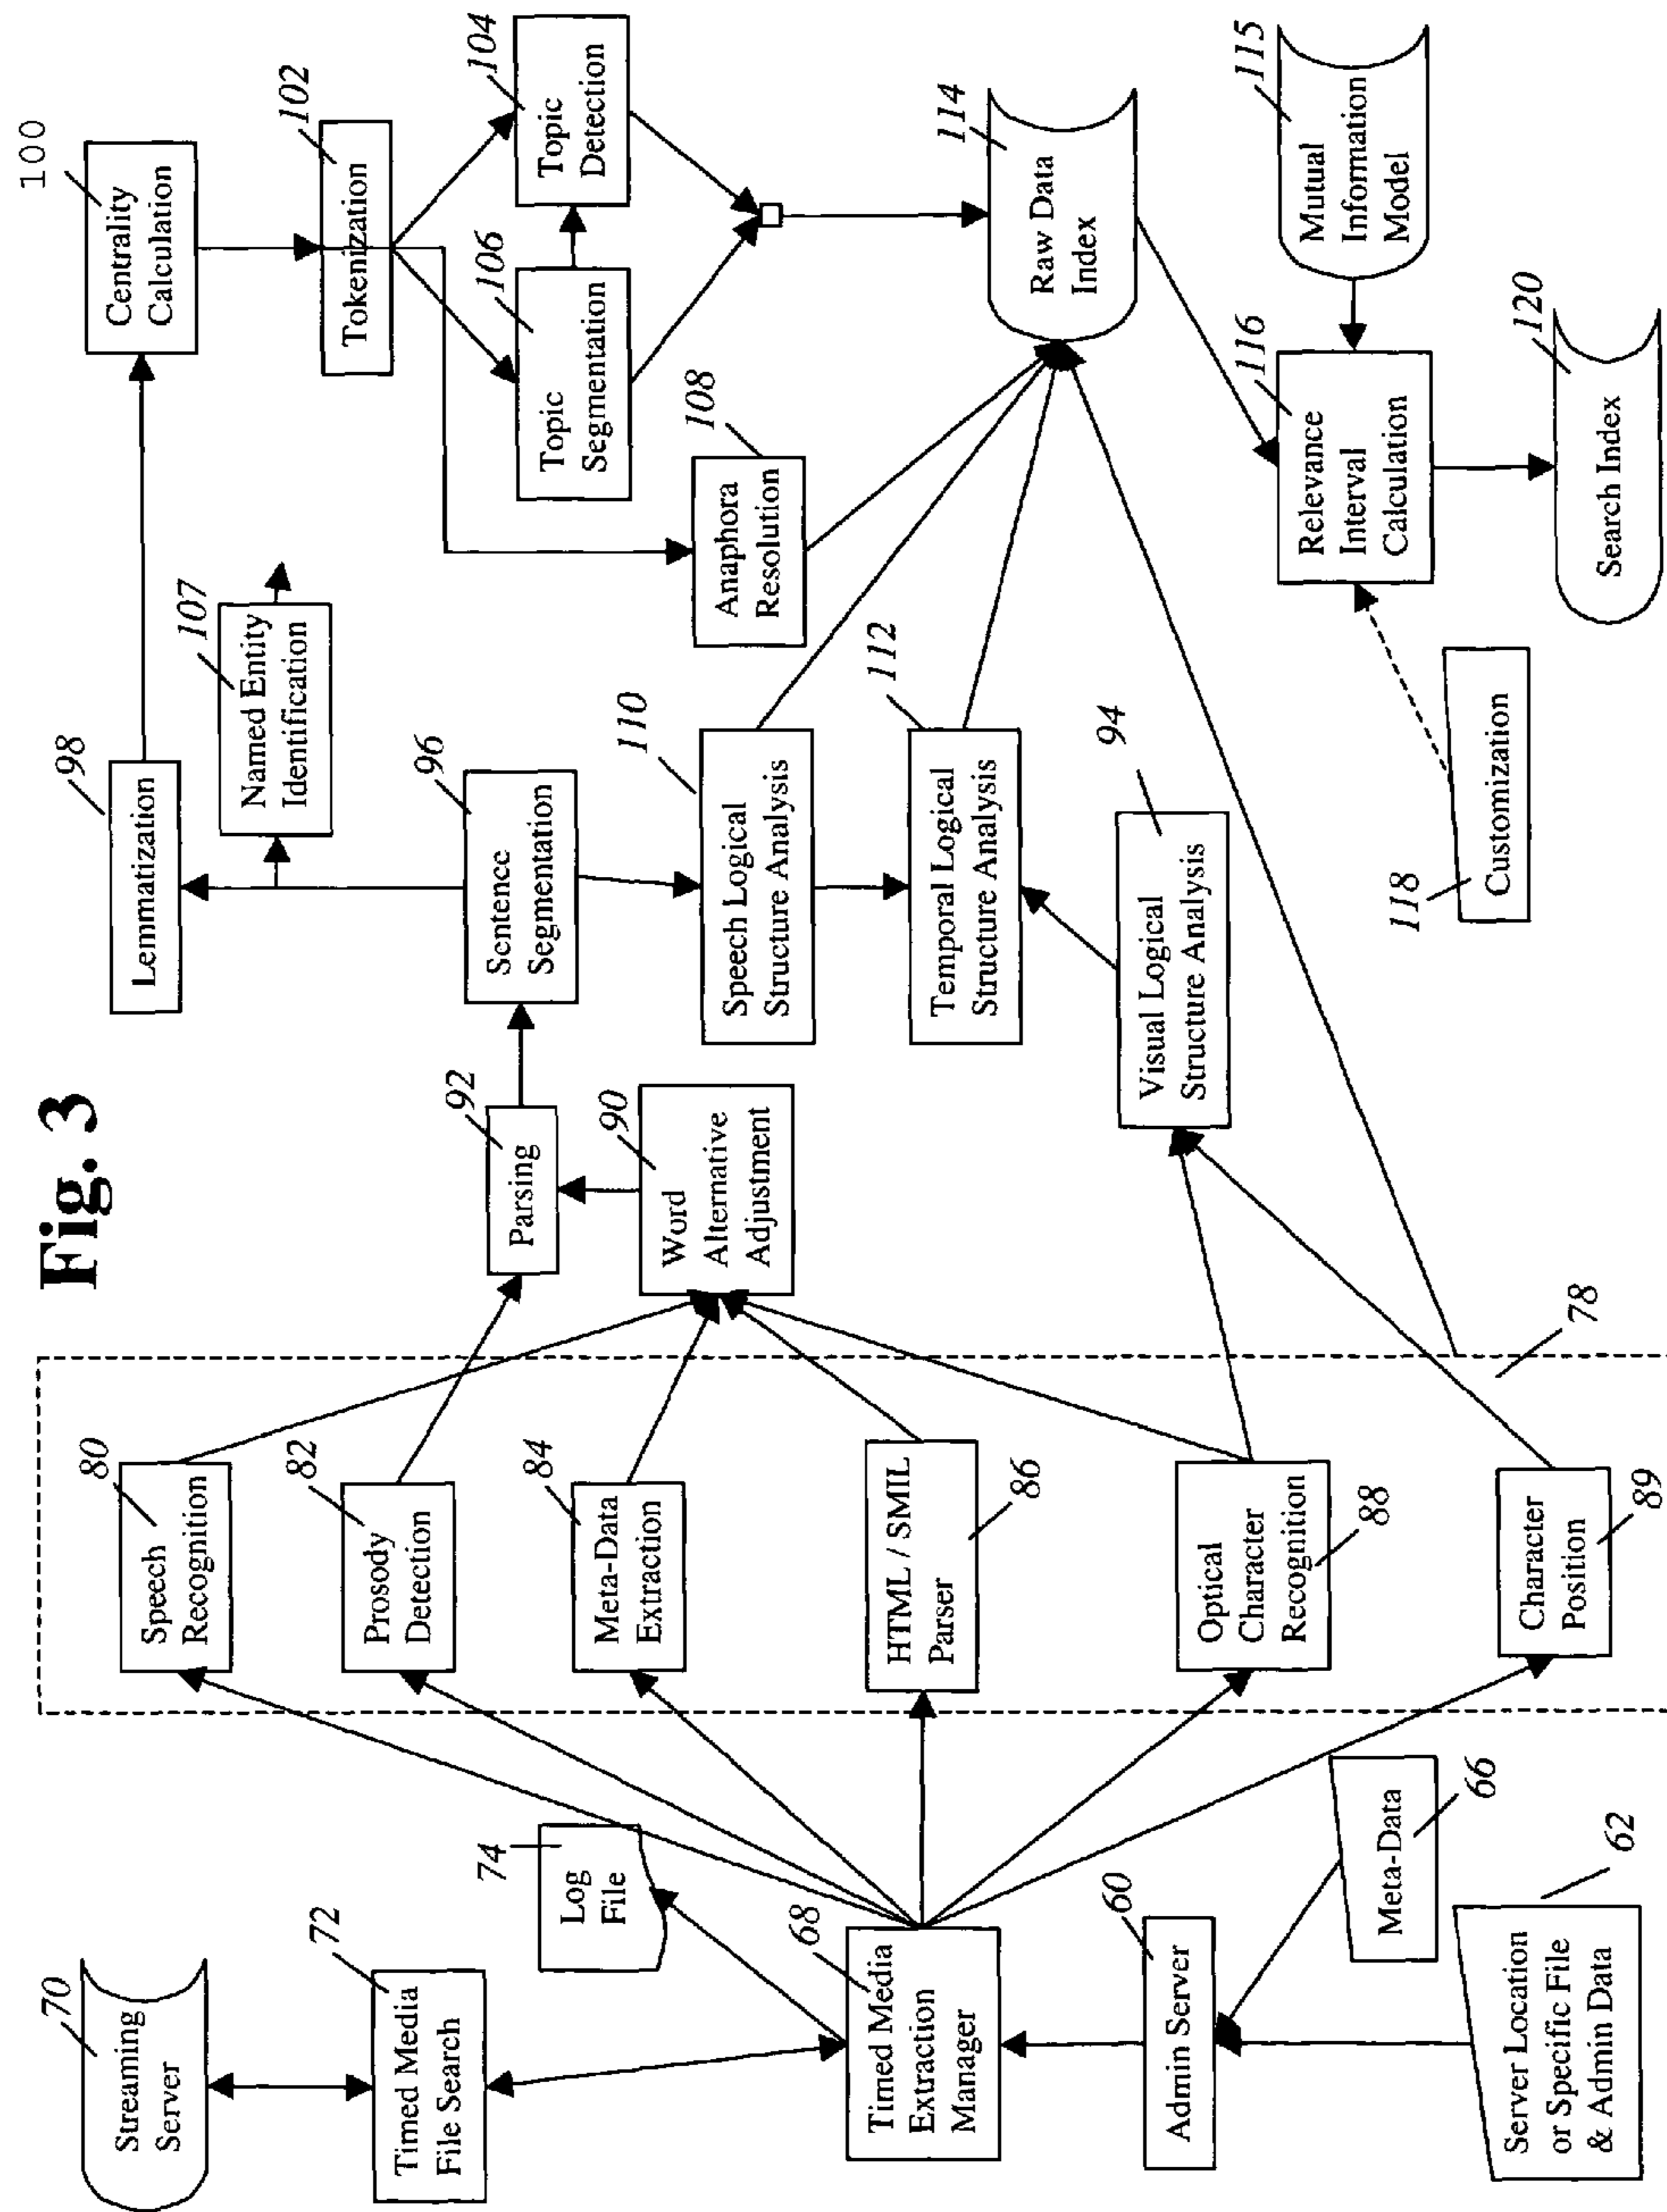 Fig. 3
70
Streaming
Server
72
Timed Media
File Search
74
Log
File
68
Timed Media
Extraction
Manager
60
Admin Server
Meta-Data
66
62
Server Location
or Specific File
& Admin Data
80
Speech
Recognition
82
Prosody
Detection
84
Meta-Data
Extraction
HTML / SMIL
Parser
86
Optical
Character
Recognition
88
Character
Position
89
78
92
Parsing
90
Word
Alternative
Adjustment
98
Lemmatization
107
Named Entity
Identification
96
Sentence
Segmentation
110
Speech Logical
Structure Analysis
112
Temporal Logical
Structure Analysis
94
Visual Logical
Structure Analysis
100
Centrality
Calculation
102
Tokenization
104
Topic
Detection
106
Topic
Segmentation
108
Anaphora
Resolution
114
Raw Data
Index
115
Mutual
Information
Model
116
Relevance
Interval
Calculation
118
Customization
120
Search Index